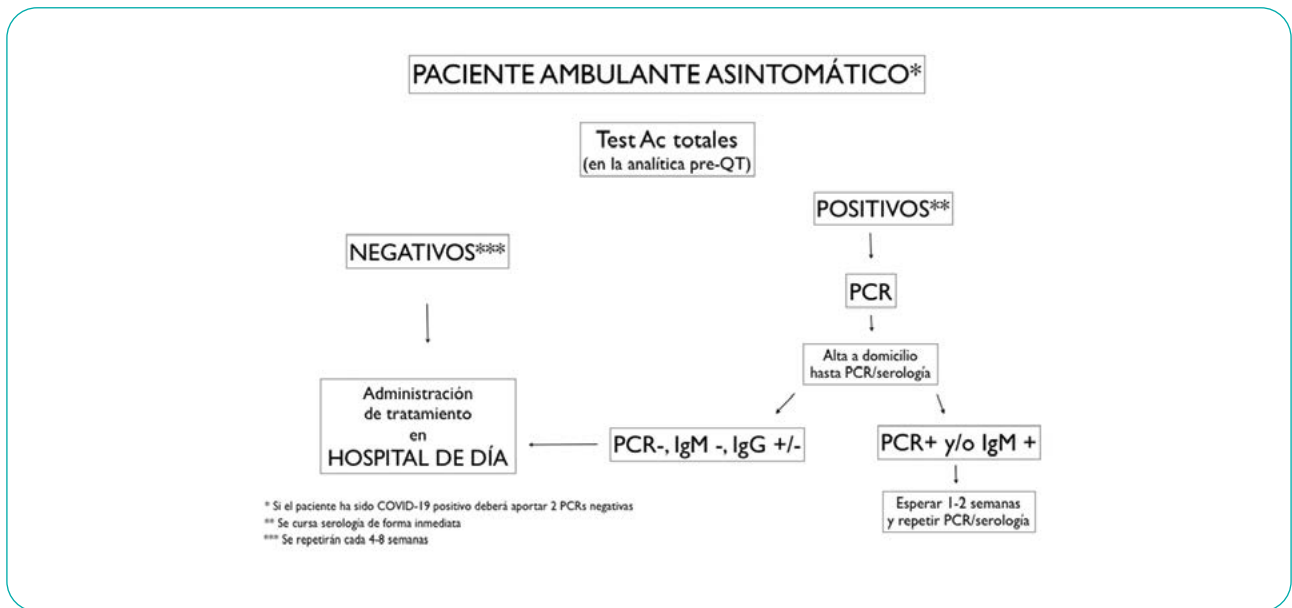 PACIENTE AMBULANTE ASINTOMÁTICO*
Test Ac totales
(en la analítica pre-QT)
POSITIVOS**
NEGATIVOS***
PCR
Alta a domicilio
hasta PCR/serología
Administración
de tratamiento
en
HOSPITAL DE DÍA
PCR-, IgM -, IgG +/-
PCR+ y/o IgM +
Esperar 1-2 semanas
y repetir PCR/serología
* Si el paciente ha sido COVID-19 positivo deberá aportar 2 PCRs negativas
** Se cursa serología de forma inmediata
*** Se repetirán cada 4-8 semanas